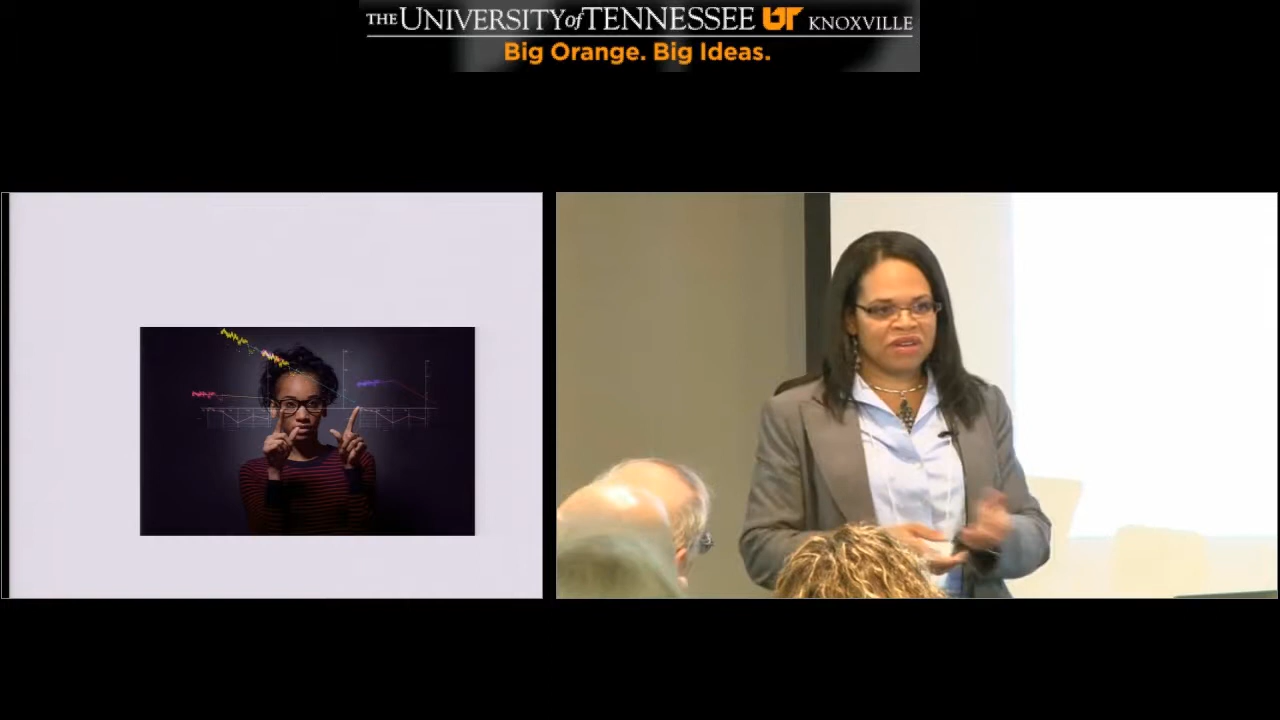 THE UNIVERSITY of TENNESSEE UT KNOXVILLE
Big Orange. Big Ideas.